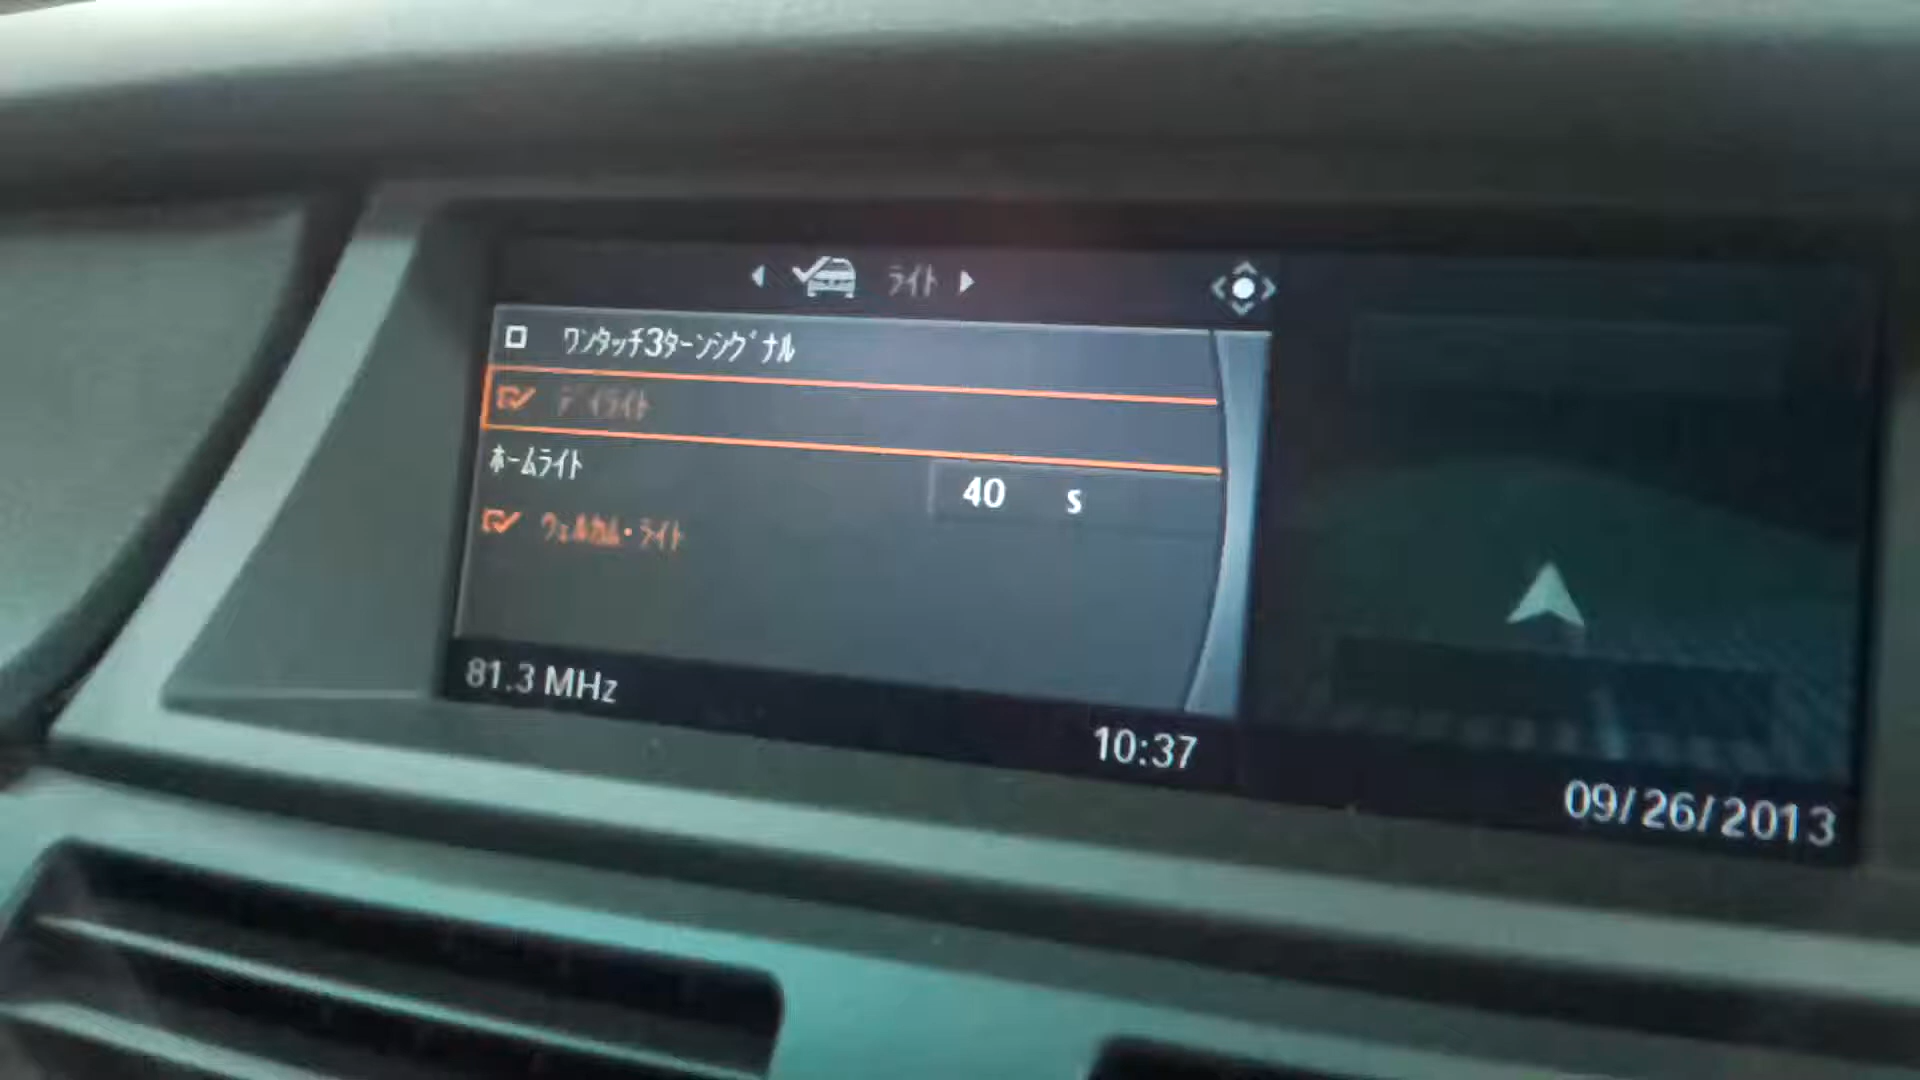 ライト
ワンタッチ3ターンシグナル
デイライト
ホームライト 40 s
ウェルカム・ライト
81.3 MHz
10:37
09/26/2013